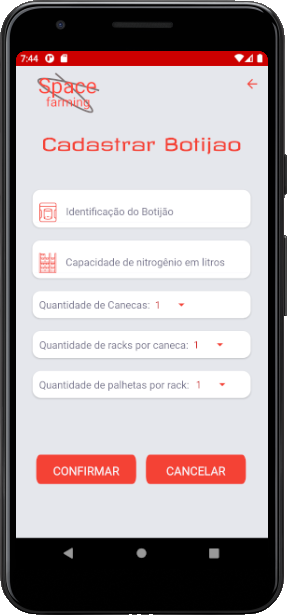 7:44
Space
farming
Cadastrar Botijao
Identificação do Botijão
Capacidade de nitrogênio em litros
Quantidade de Canecas: 1
Quantidade de racks por caneca: 1
Quantidade de palhetas por rack: 1
CONFIRMAR CANCELAR